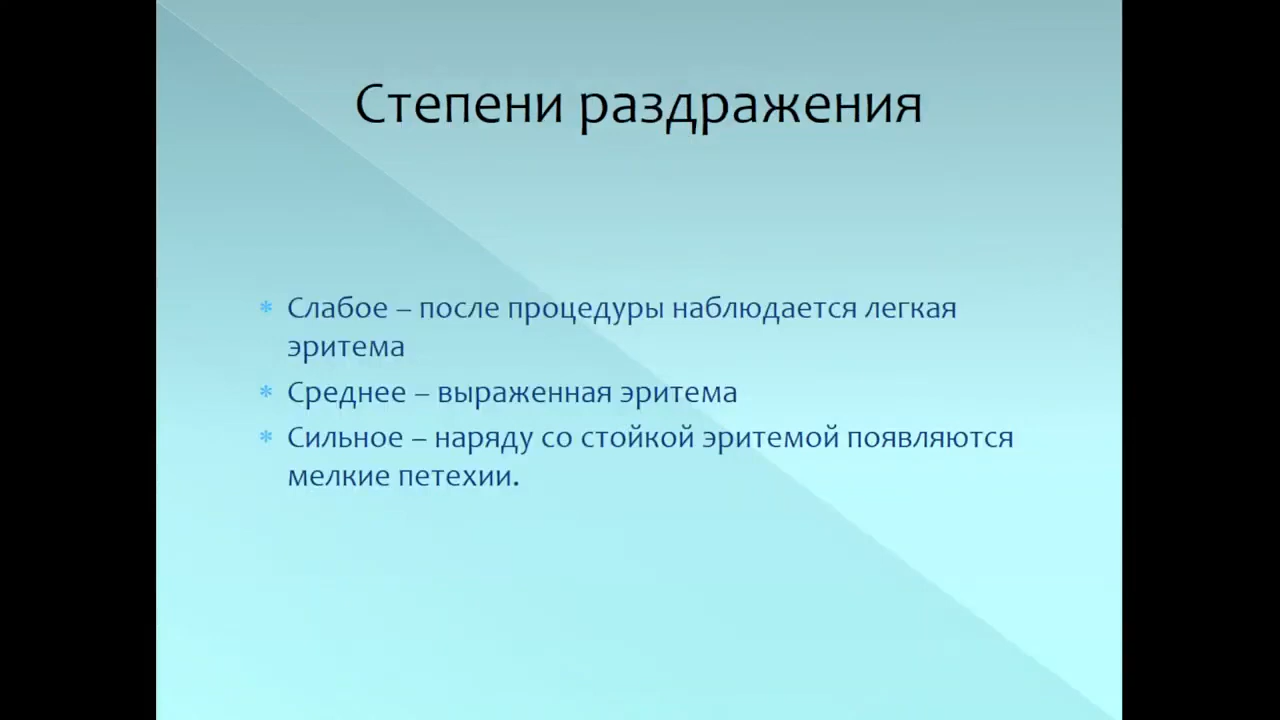 Степени раздражения
* Слабое – после процедуры наблюдается легкая
эритема
* Среднее – выраженная эритема
* Сильное – наряду со стойкой эритемой появляются
мелкие петехии.